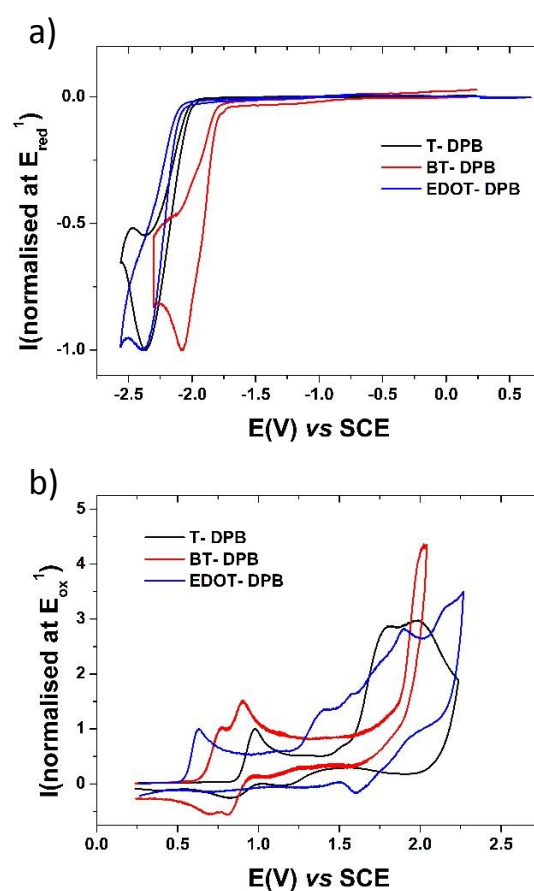 a)
0.0
-0.5
-1.0
I(normalised at E_red^1)
T- DPB
BT- DPB
EDOT- DPB
-2.5 -2.0 -1.5 -1.0 -0.5 0.0 0.5
E(V) vs SCE
b)
5
4
3
2
1
0
I(normalised at E_ox^1)
T- DPB
BT- DPB
EDOT- DPB
0.0 0.5 1.0 1.5 2.0 2.5
E(V) vs SCE